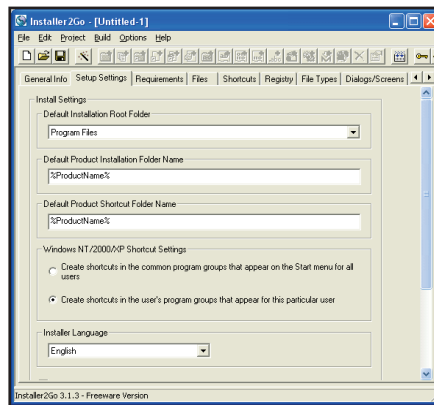 Installer2Go - [Untitled-1]
File Edit Project Build Options Help
General Info Setup Settings Requirements Files Shortcuts Registry File Types Dialogs/Screens
Install Settings
Default Installation Root Folder
Program Files
Default Product Installation Folder Name
%ProductName%
Default Product Shortcut Folder Name
%ProductName%
Windows NT/2000/XP Shortcut Settings
Create shortcuts in the common program groups that appear on the Start menu for all
users
Create shortcuts in the user's program groups that appear for this particular user
Installer Language
English
Installer2Go 3.1.3 - Freeware Version